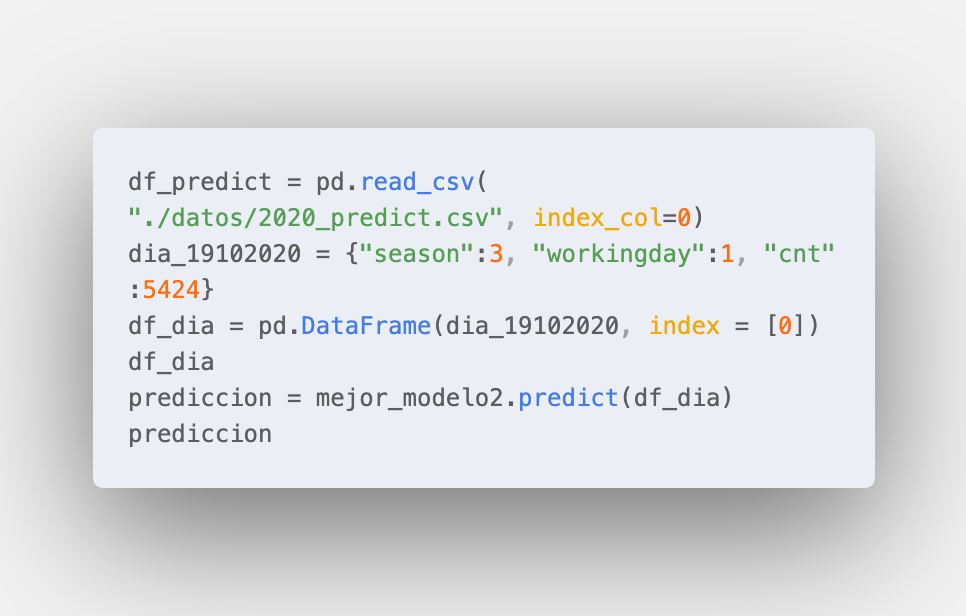 df_predict = pd.read_csv(
"./datos/2020_predict.csv", index_col=0)
dia_19102020 = {"season":3, "workingday":1, "cnt"
:5424}
df_dia = pd.DataFrame(dia_19102020, index = [0])
df_dia
prediccion = mejor_modelo2.predict(df_dia)
prediccion